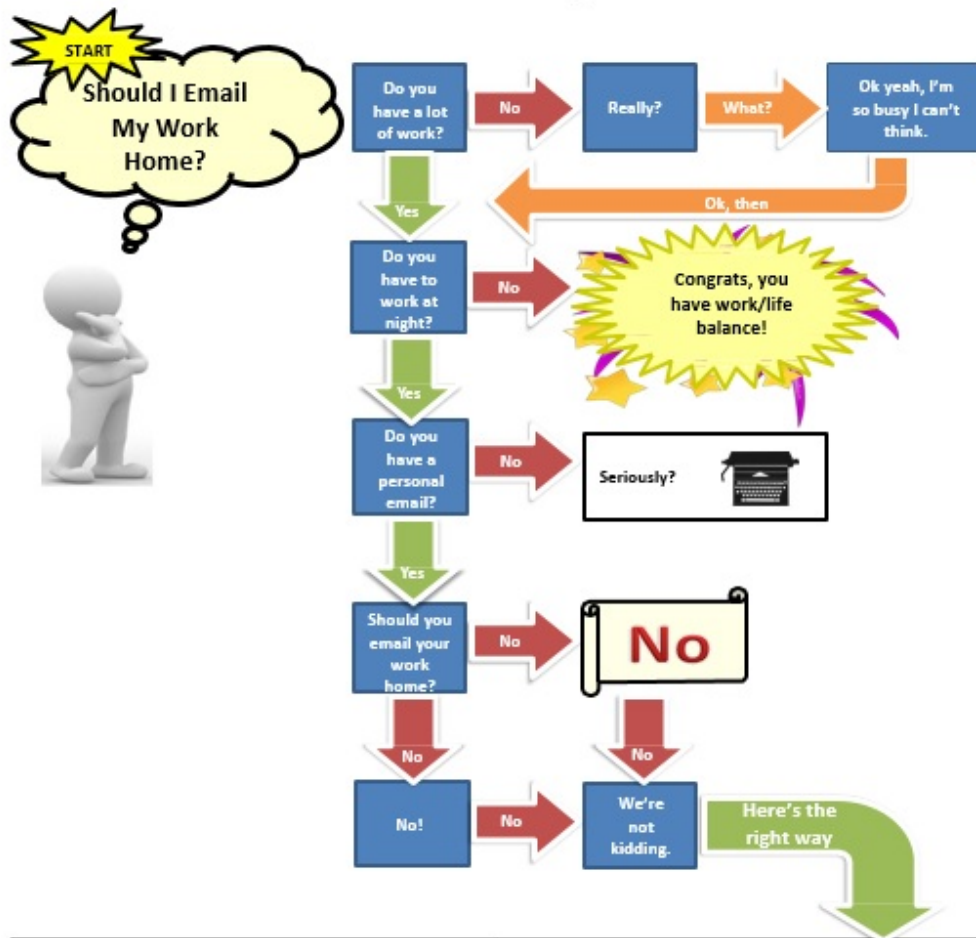 START
Should I Email
My Work
Home?
Do you
have a lot
of work?
No
Really?
What?
Ok yeah, I'm
so busy I can't
think.
Ok, then
Yes
Do you
have to
work at
night?
No
Congrats, you
have work/life
balance!
Yes
Do you
have a
personal
email?
No
Seriously?
Yes
Should you
email your
work
home?
No
No
No
No
No!
No
We're
not
kidding.
Here's the
right way